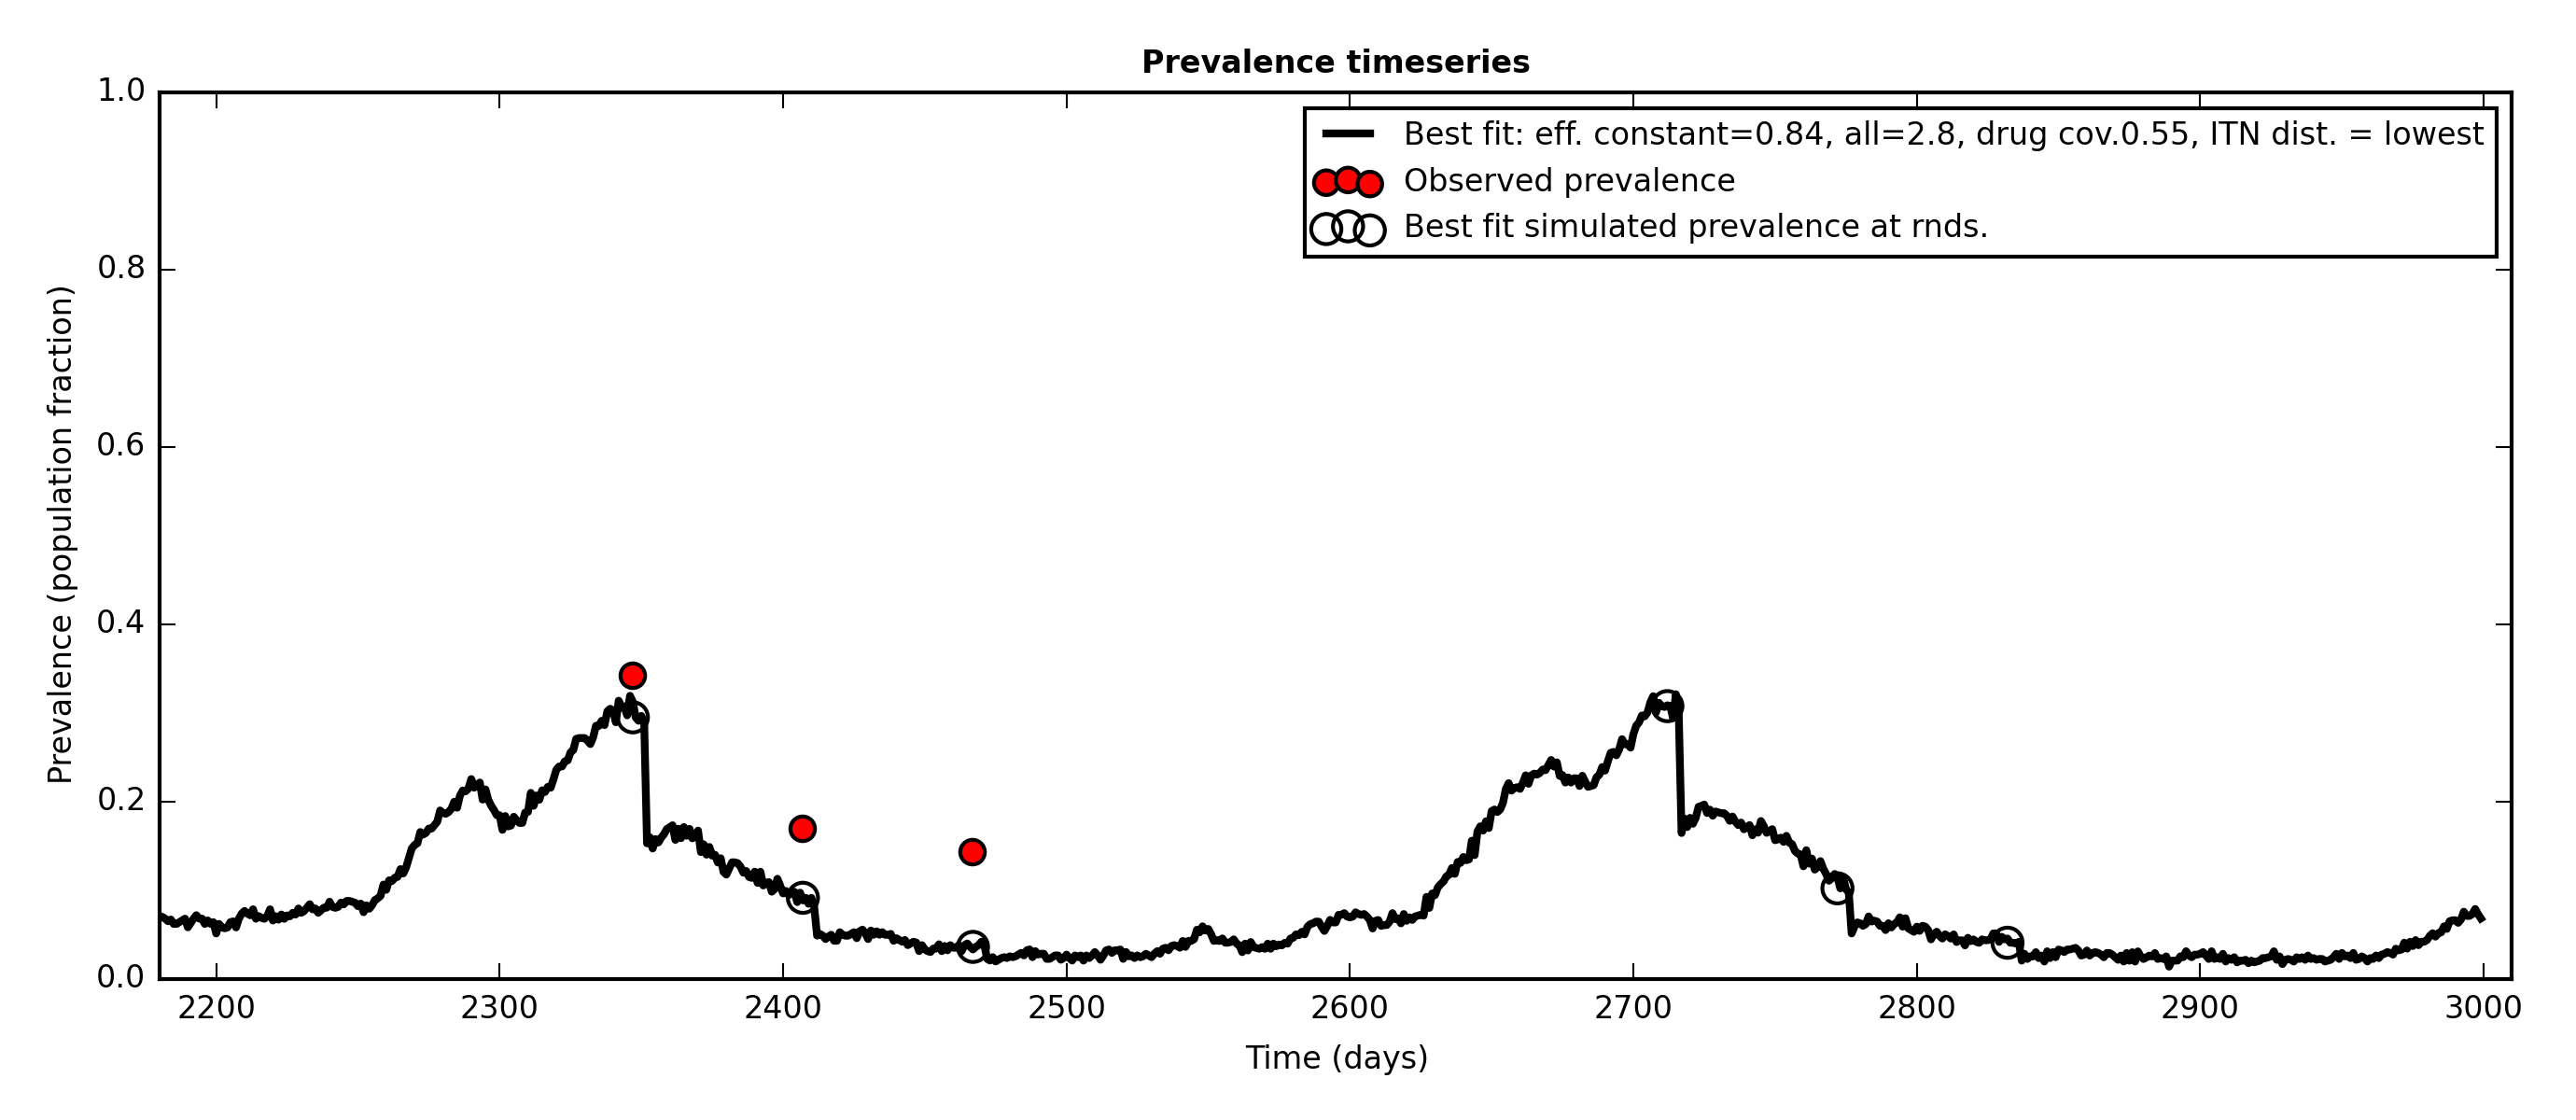 Prevalence timeseries
1.0
0.8
0.6
0.4
0.2
0.0
Prevalence (population fraction)
Best fit: eff. constant=0.84, all=2.8, drug cov.0.55, ITN dist. = lowest
Observed prevalence
Best fit simulated prevalence at rnds.
2200 2300 2400 2500 2600 2700 2800 2900 3000
Time (days)